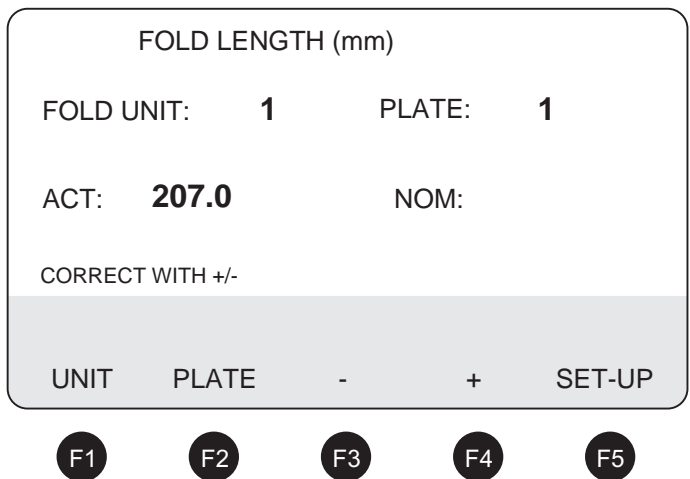 FOLD LENGTH (mm)
FOLD UNIT: 1 PLATE: 1
ACT: 207.0 NOM:
CORRECT WITH +/-
UNIT PLATE - + SET-UP
F1 F2 F3 F4 F5